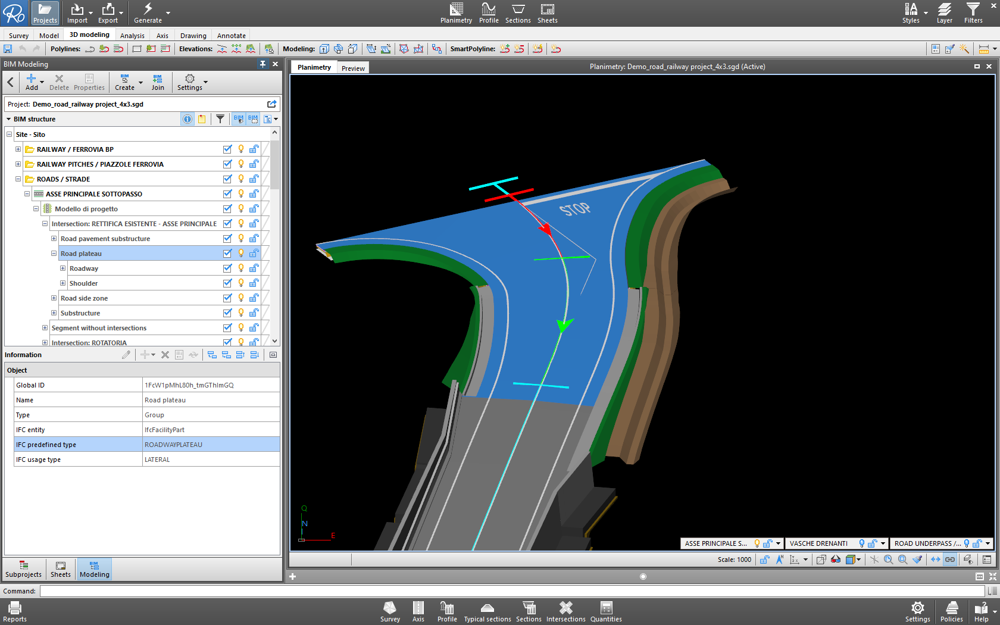 Ro
Projects
Import
Export
Generate
Planimetry
Profile
Sections
Sheets
Styles
Layer
Filters
Survey
Model
3D modeling
Analysis
Axis
Drawing
Annotate
Polylines:
Elevations:
Modeling:
SmartPolyline:
BIM Modeling
Add
Delete
Properties
BIM
Create
BIM
Join
Settings
Project: Demo_road_railway project_4x3.sgd
BIM structure
BIM
BIM
Site - Sito
RAILWAY / FERROVIA BP
RAILWAY PITCHES / PIAZZOLE FERROVIA
ROADS / STRADE
ASSE PRINCIPALE SOTTOPASSO
Modello di progetto
Intersection: RETTIFICA ESISTENTE - ASSE PRINCIPALE
Road pavement substructure
Road plateau
Roadway
Shoulder
Road side zone
Substructure
Segment without intersections
Intersection: ROTATORIA
Information
Object
Global ID 1FcW1pMhL80h_tmGThImGQ
Name Road plateau
Type Group
IFC entity IfcFacilityPart
IFC predefined type ROADWAYPLATEAU
IFC usage type LATERAL
Subprojects
Sheets
BIM
Modeling
Planimetry
Preview
Planimetry: Demo_road_railway project_4x3.sgd (Active)
STOP
Q
N
E
ASSE PRINCIPALE S...
VASCHE DRENANTI
ROAD UNDERPASS /...
Scale: 1000
Command:
Reports
Survey
Axis
Profile
Typical sections
Sections
Intersections
Quantities
Settings
Policies
Help